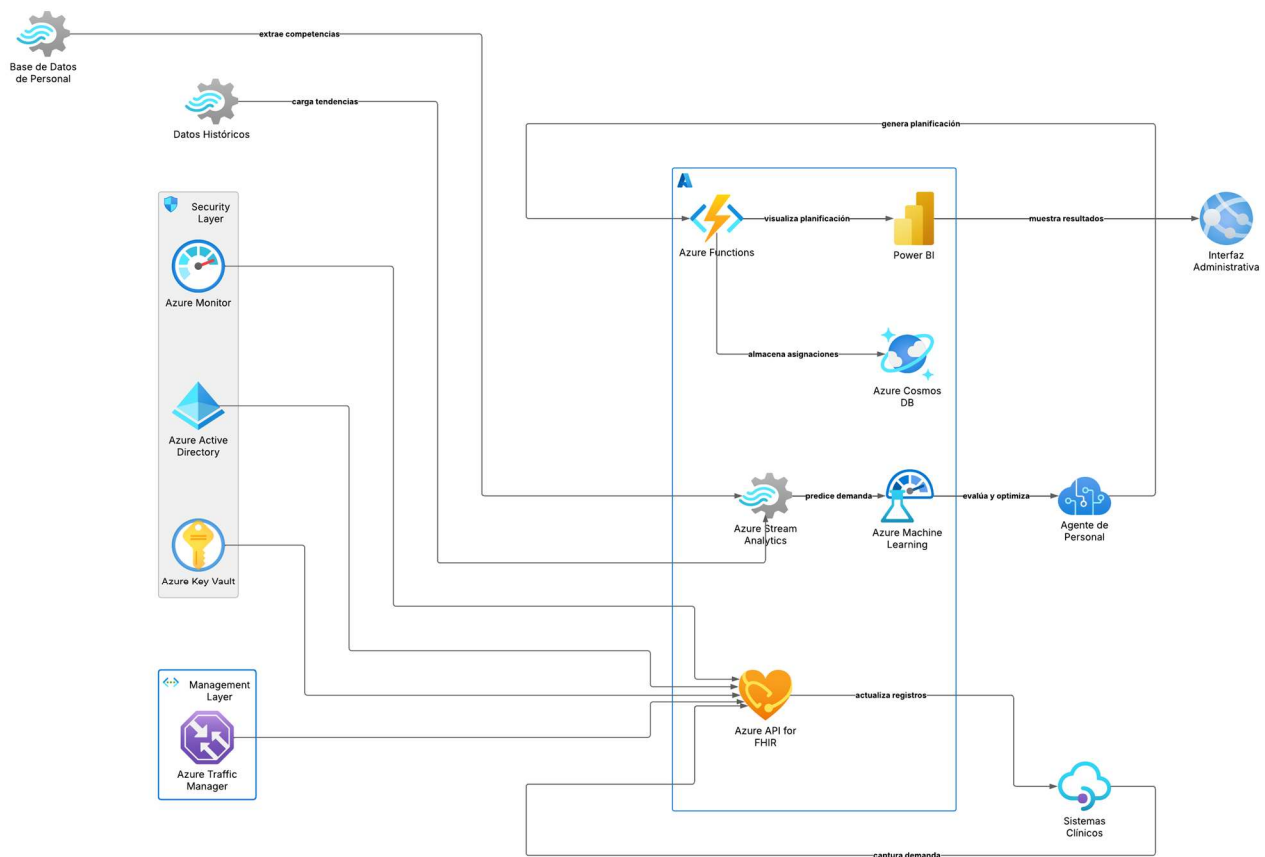 extrae competencias
Base de Datos
de Personal
carga tendencias
Datos Históricos
genera planificación
Security
Layer
Azure Monitor
Azure Active
Directory
Azure Key Vault
Management
Layer
Azure Traffic
Manager
Azure Functions
visualiza planificación
Power BI
muestra resultados
Interfaz
Administrativa
almacena asignaciones
Azure Cosmos
DB
Azure Stream
Analytics
predice demanda
Azure Machine
Learning
evalúa y optimiza
Agente de
Personal
Azure API for
FHIR
actualiza registros
Sistemas
Clínicos
captura demanda